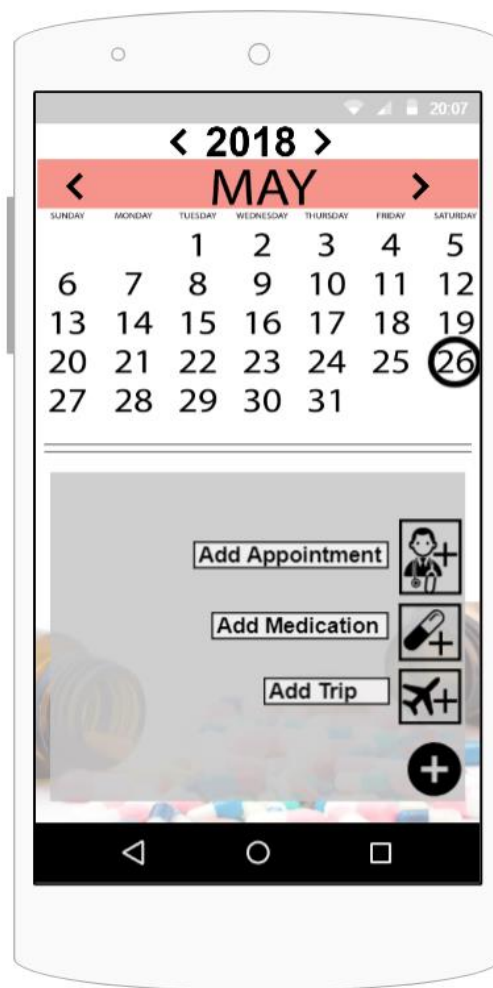 20:07
< 2018 >
< MAY >
SUNDAY MONDAY TUESDAY WEDNESDAY THURSDAY FRIDAY SATURDAY
1 2 3 4 5
6 7 8 9 10 11 12
13 14 15 16 17 18 19
20 21 22 23 24 25 26
27 28 29 30 31
Add Appointment
Add Medication
Add Trip